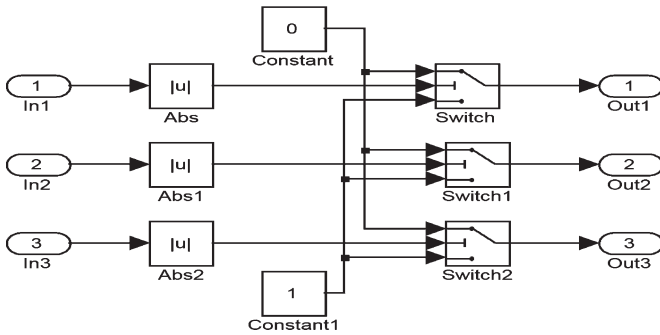 0
Constant
1
In1
|u|
Abs
Switch
1
Out1
2
In2
|u|
Abs1
Switch1
2
Out2
3
In3
|u|
Abs2
Switch2
3
Out3
1
Constant1